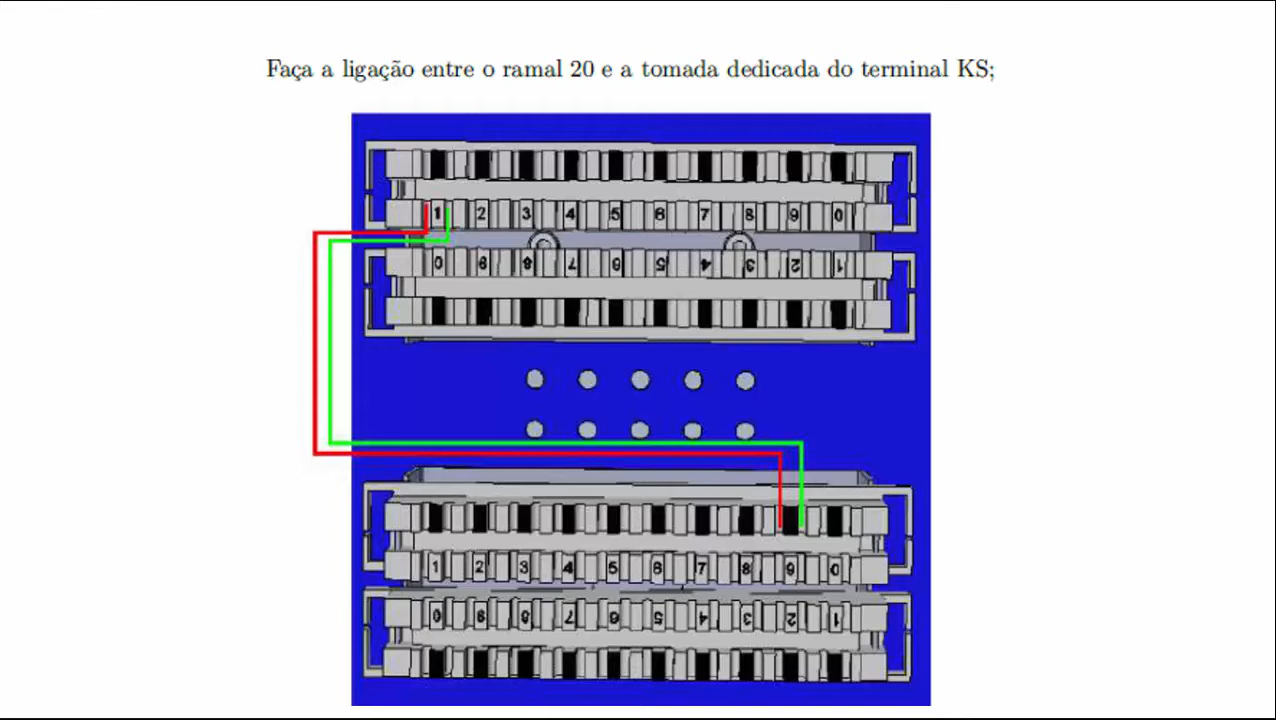 Faça a ligação entre o ramal 20 e a tomada dedicada do terminal KS;
1 2 3 4 5 6 7 8 9 0
0 9 8 7 6 5 4 3 2 1
1 2 3 4 5 6 7 8 9 0
0 9 8 7 6 5 4 3 2 1